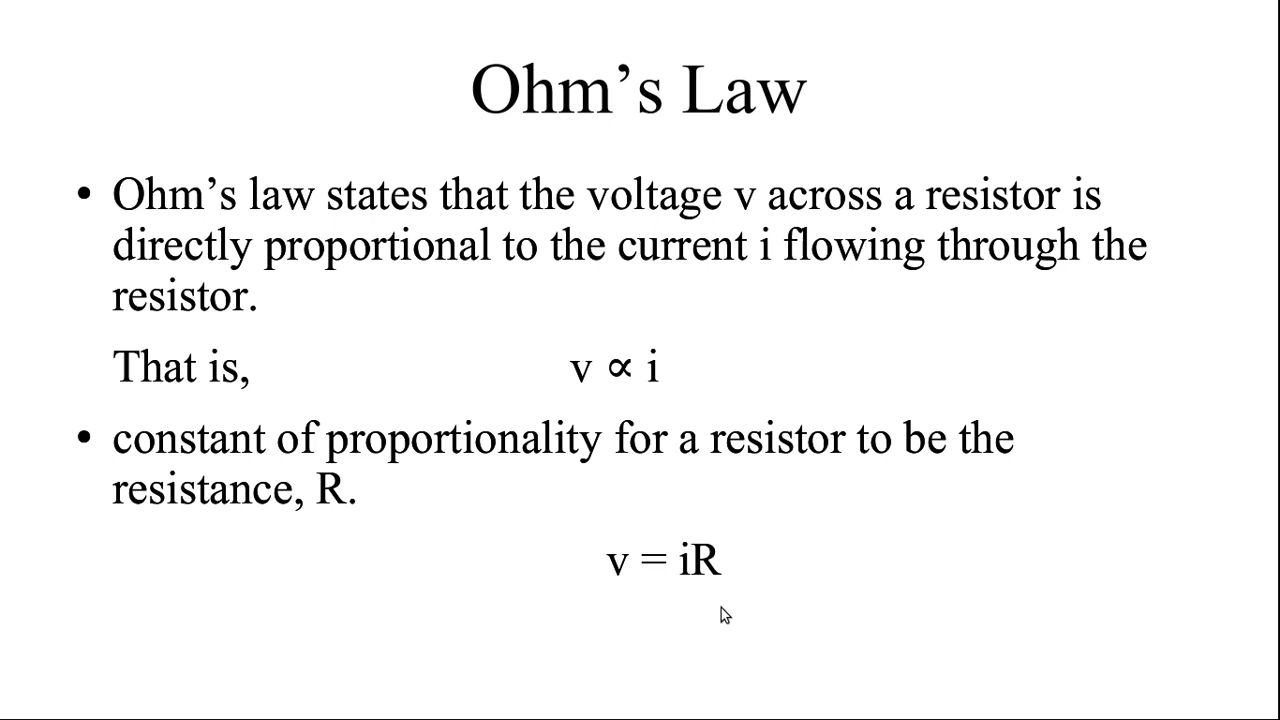 Ohm’s Law
• Ohm’s law states that the voltage v across a resistor is
directly proportional to the current i flowing through the
resistor.
That is, v ∝ i
• constant of proportionality for a resistor to be the
resistance, R.
v = iR